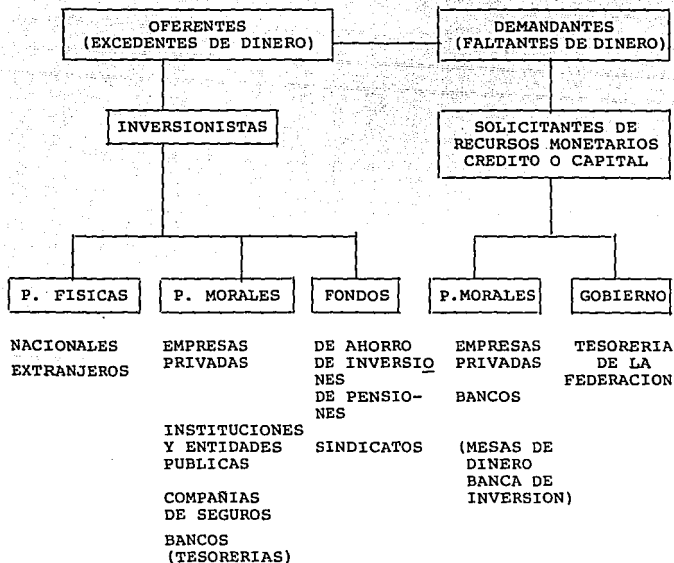 OFERENTES
(EXCEDENTES DE DINERO)
DEMANDANTES
(FALTANTES DE DINERO)
INVERSIONISTAS
SOLICITANTES DE
RECURSOS MONETARIOS
CREDITO O CAPITAL
P. FISICAS
P. MORALES
FONDOS
P.MORALES
GOBIERNO
NACIONALES
EXTRANJEROS
EMPRESAS
PRIVADAS
INSTITUCIONES
Y ENTIDADES
PUBLICAS
COMPAÑIAS
DE SEGUROS
BANCOS
(TESORERIAS)
DE AHORRO
DE INVERSIO
NES
DE PENSIO-
NES
SINDICATOS
EMPRESAS
PRIVADAS
BANCOS
(MESAS DE
DINERO
BANCA DE
INVERSION)
TESORERIA
DE LA
FEDERACION